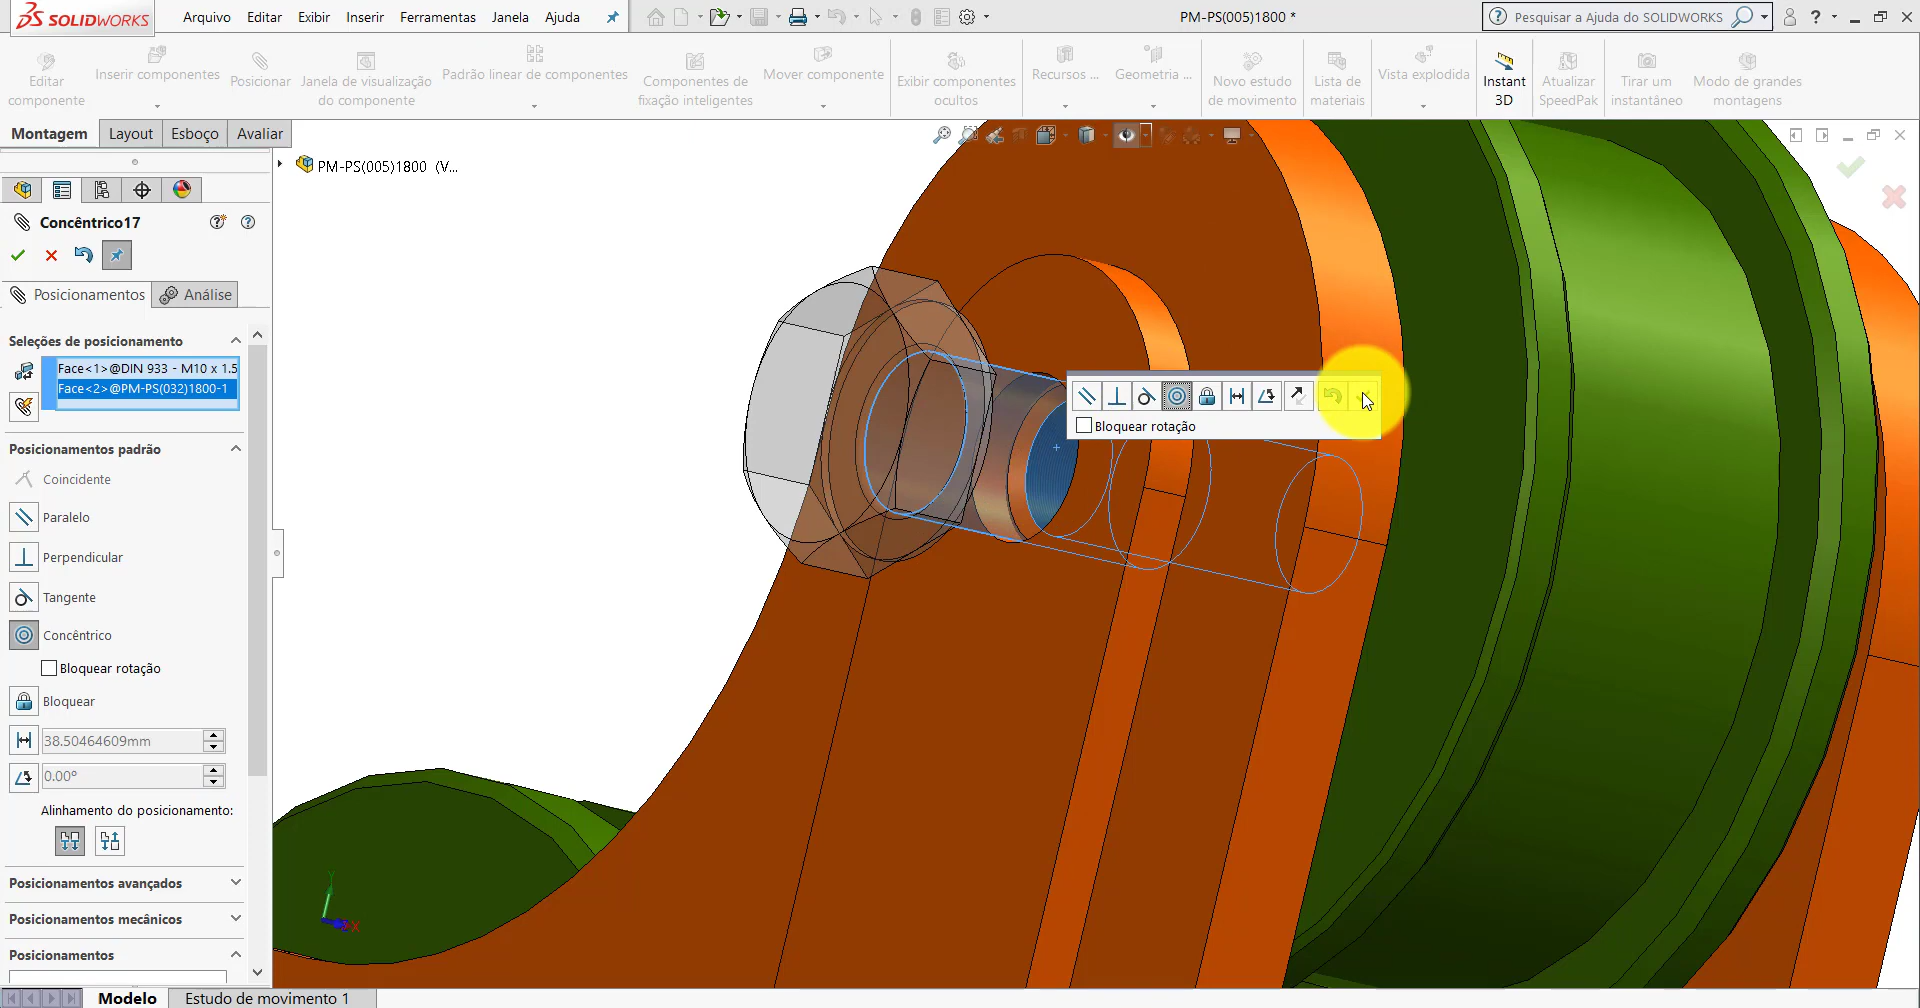 SOLIDWORKS
Arquivo Editar Exibir Inserir Ferramentas Janela Ajuda
PM-PS(005)1800 *
Pesquisar a Ajuda do SOLIDWORKS
Editar componente
Inserir componentes
Posicionar
Janela de visualização do componente
Padrão linear de componentes
Componentes de fixação inteligentes
Mover componente
Exibir componentes ocultos
Recursos ...
Geometria ...
Novo estudo de movimento
Lista de materiais
Vista explodida
Instant 3D
Atualizar SpeedPak
Tirar um instantâneo
Modo de grandes montagens
Montagem Layout Esboço Avaliar
PM-PS(005)1800 (V...
Concêntrico17
Posicionamentos Análise
Seleções de posicionamento
Face<1>@DIN 933 - M10 x 1.5
Face<2>@PM-PS(032)1800-1
Posicionamentos padrão
Coincidente
Paralelo
Perpendicular
Tangente
Concêntrico
Bloquear rotação
Bloquear
38.50464609mm
0.00°
Alinhamento do posicionamento:
Posicionamentos avançados
Posicionamentos mecânicos
Posicionamentos
Bloquear rotação
Y
Z X
Modelo Estudo de movimento 1